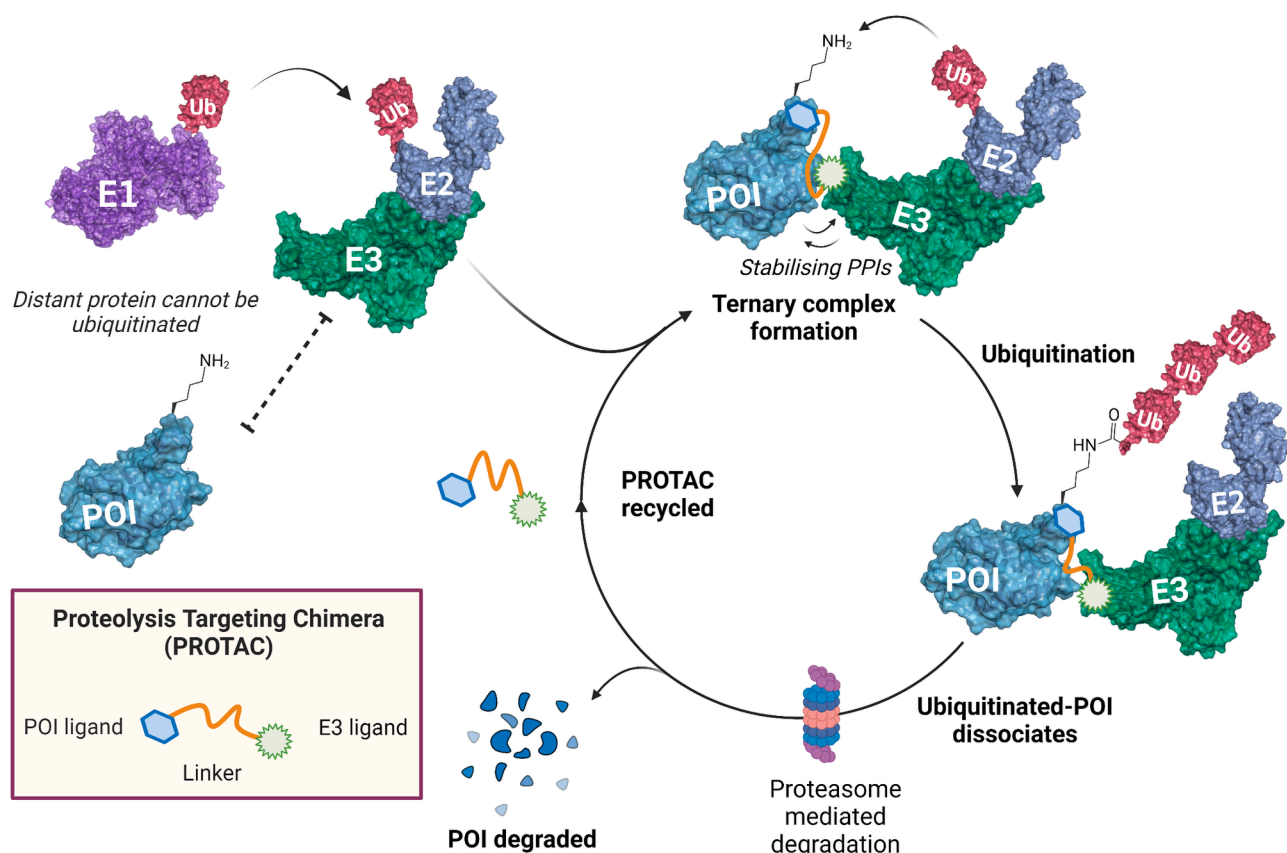 Ub
E1
Ub
E2
E3
Distant protein cannot be
ubiquitinated
NH2
POI
NH2
Ub
E2
POI
E3
Stabilising PPIs
Ternary complex
formation
Ubiquitination
Ub
Ub
Ub
O
HN
E2
POI
E3
Ubiquitinated-POI
dissociates
PROTAC
recycled
Proteasome
mediated
degradation
POI degraded
Proteolysis Targeting Chimera
(PROTAC)
POI ligand
E3 ligand
Linker